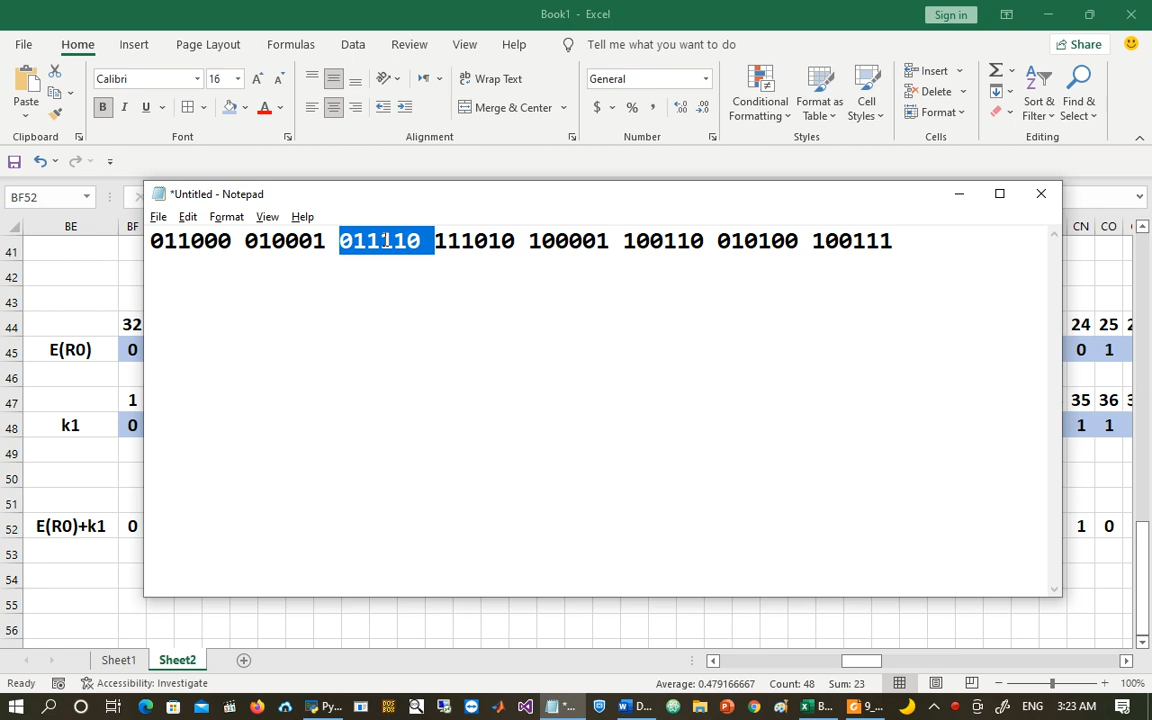 Book1 - Excel
Sign in
File Home Insert Page Layout Formulas Data Review View Help Tell me what you want to do Share
Paste
Calibri 16
B I U
Wrap Text
Merge & Center
General
$ % ,
Conditional Formatting
Format as Table
Cell Styles
Insert
Delete
Format
Sort & Filter
Find & Select
Clipboard Font Alignment Number Styles Cells Editing
BF52
*Untitled - Notepad
File Edit Format View Help
011000 010001 011110 111010 100001 100110 010100 100111
BE BF CN CO
41
42
43
44 32 24 25
45 E(R0) 0 0 1
46
47 1 35 36
48 k1 0 1 1
49
50
51
52 E(R0)+k1 0 1 0
53
54
55
56
Sheet1 Sheet2
Ready Accessibility: Investigate Average: 0.479166667 Count: 48 Sum: 23 100%
Py... *... D... B... 9_... ENG 3:23 AM